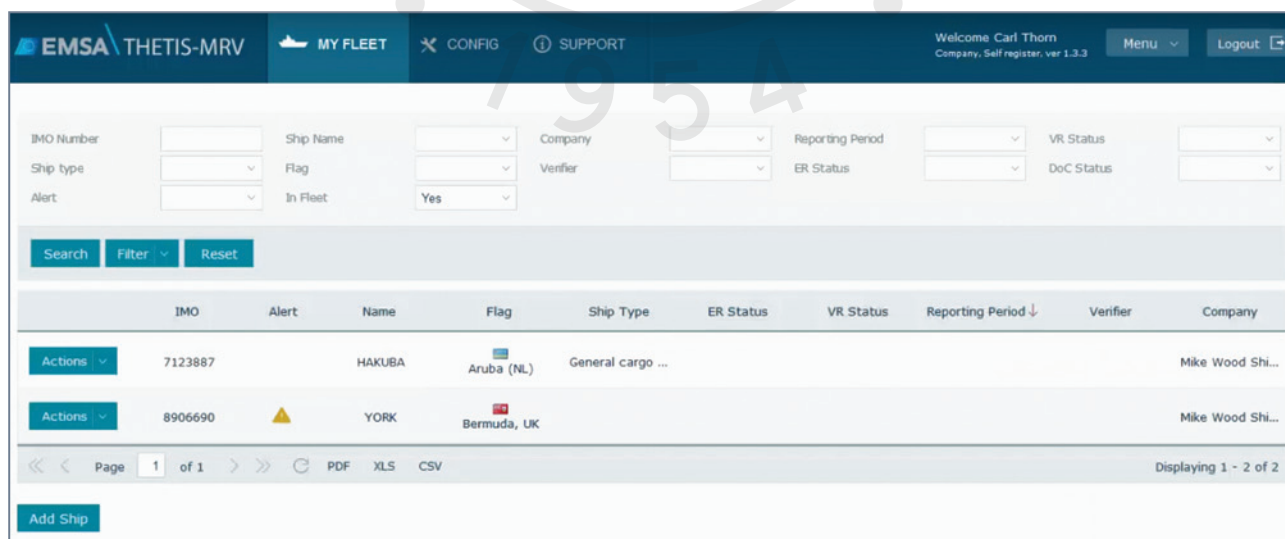 EMSA THETIS-MRV MY FLEET CONFIG SUPPORT Welcome Carl Thorn Menu Logout
Company, Self register, ver 1.3.3
1954
IMO Number Ship Name Company Reporting Period VR Status
Ship type Flag Verifier ER Status DoC Status
Alert In Fleet Yes
Search Filter Reset
IMO Alert Name Flag Ship Type ER Status VR Status Reporting Period Verifier Company
Actions 7123887 HAKUBA Aruba (NL) General cargo ... Mike Wood Shi...
Actions 8906690 YORK Bermuda, UK Mike Wood Shi...
Page 1 of 1 PDF XLS CSV Displaying 1 - 2 of 2
Add Ship